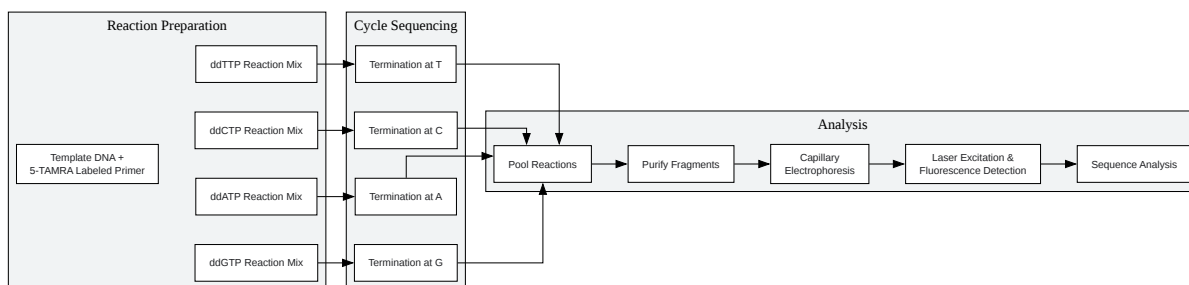 Reaction Preparation
Cycle Sequencing
ddTTP Reaction Mix
Termination at T
ddCTP Reaction Mix
Termination at C
Template DNA +
5-TAMRA Labeled Primer
ddATP Reaction Mix
Termination at A
ddGTP Reaction Mix
Termination at G
Analysis
Pool Reactions
Purify Fragments
Capillary
Electrophoresis
Laser Excitation &
Fluorescence Detection
Sequence Analysis